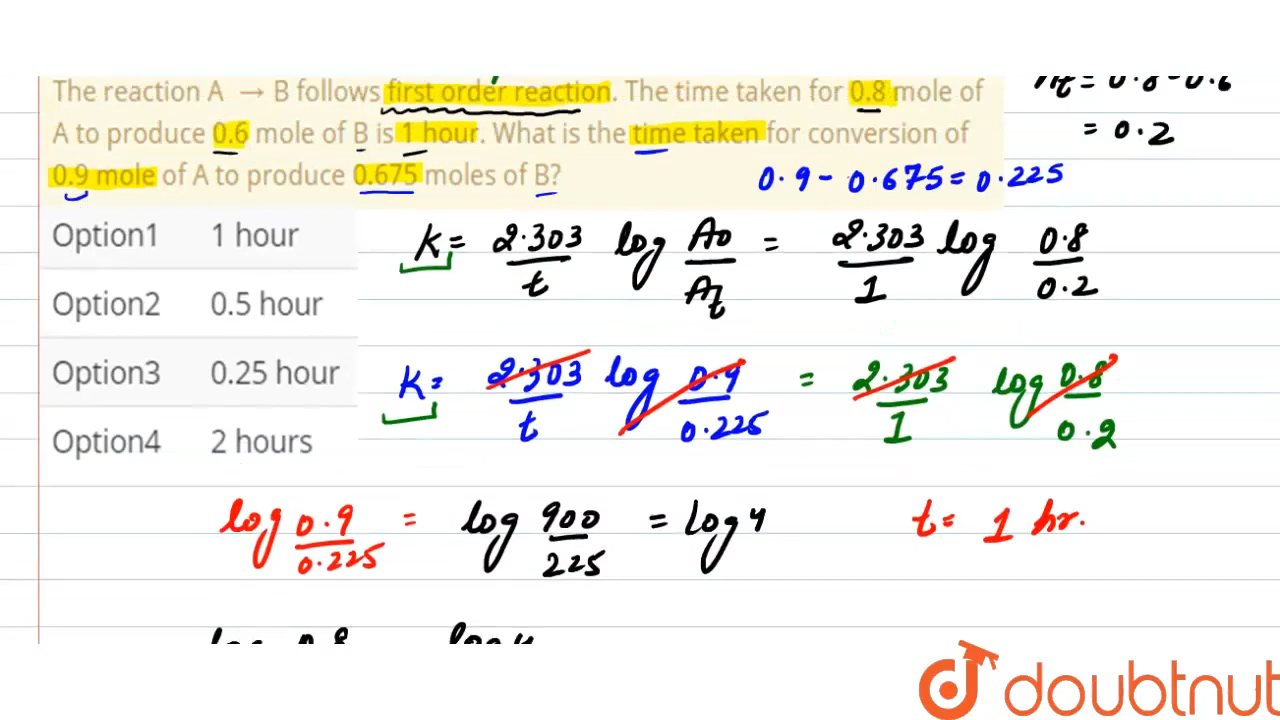 The reaction A → B follows first order reaction. The time taken for 0.8 mole of
A to produce 0.6 mole of B is 1 hour. What is the time taken for conversion of
0.9 mole of A to produce 0.675 moles of B?
At = 0.8-0.6
= 0.2
0.9 - 0.675 = 0.225
Option1 1 hour
Option2 0.5 hour
Option3 0.25 hour
Option4 2 hours
K = 2.303/t log A0/At = 2.303/1 log 0.8/0.2
K = 2.303/t log 0.9/0.225 = 2.303/1 log 0.8/0.2
log 0.9/0.225 = log 900/225 = log 4
t = 1 hr.
log 0.8 log 4
doubtnut